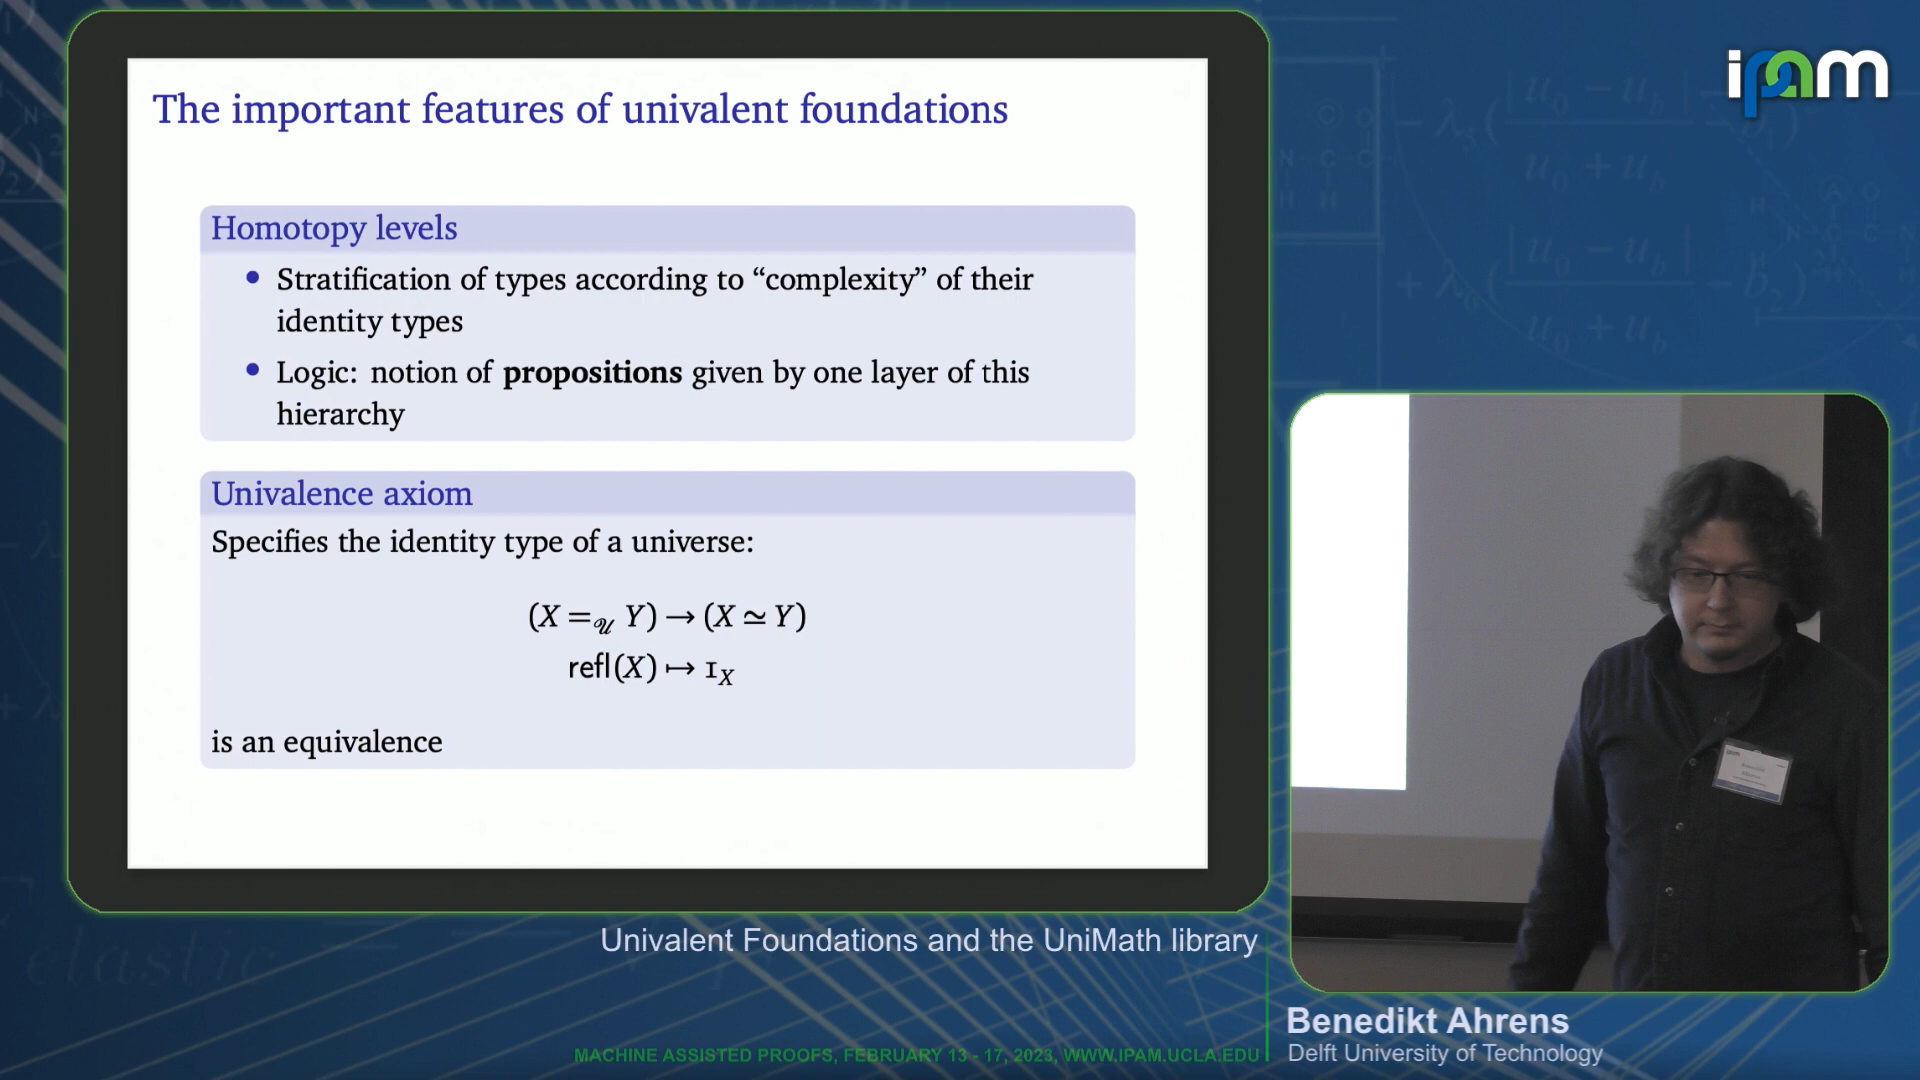 The important features of univalent foundations
Homotopy levels
• Stratification of types according to “complexity” of their
identity types
• Logic: notion of propositions given by one layer of this
hierarchy
Univalence axiom
Specifies the identity type of a universe:
(X =_𝒰 Y) → (X ≃ Y)
refl(X) ↦ 1_X
is an equivalence
ipam
Univalent Foundations and the UniMath library
Benedikt Ahrens
Delft University of Technology
MACHINE ASSISTED PROOFS, FEBRUARY 13 - 17, 2023, WWW.IPAM.UCLA.EDU